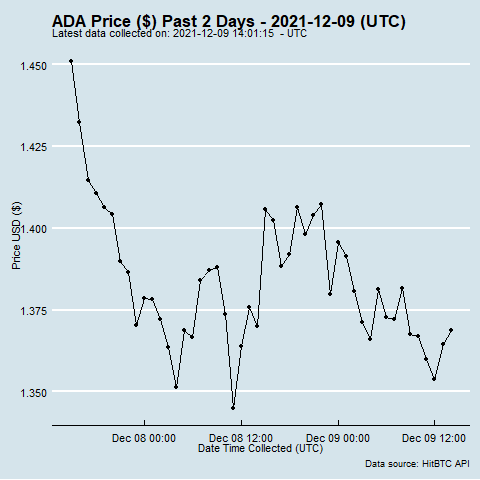 ADA Price ($) Past 2 Days - 2021-12-09 (UTC)
Latest data collected on: 2021-12-09 14:01:15 - UTC
1.450
1.425
1.400
1.375
1.350
Price USD ($)
Dec 08 00:00 Dec 08 12:00 Dec 09 00:00 Dec 09 12:00
Date Time Collected (UTC)
Data source: HitBTC API